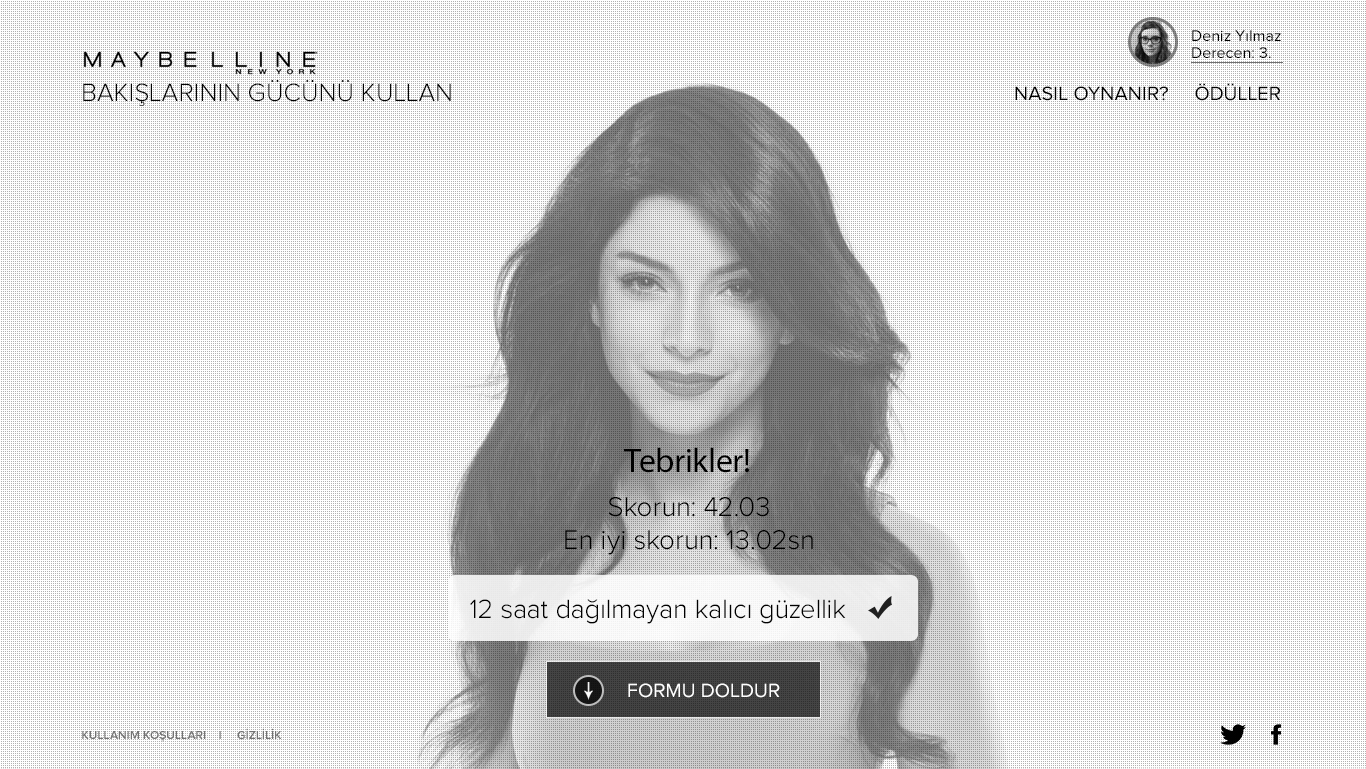 MAYBELLINE
NEW YORK
BAKIŞLARININ GÜCÜNÜ KULLAN
Deniz Yılmaz
Derecen: 3.
NASIL OYNANIR? ÖDÜLLER
Tebrikler!
Skorun: 42.03
En iyi skorun: 13.02sn
12 saat dağılmayan kalıcı güzellik
FORMU DOLDUR
KULLANIM KOŞULLARI | GİZLİLİK